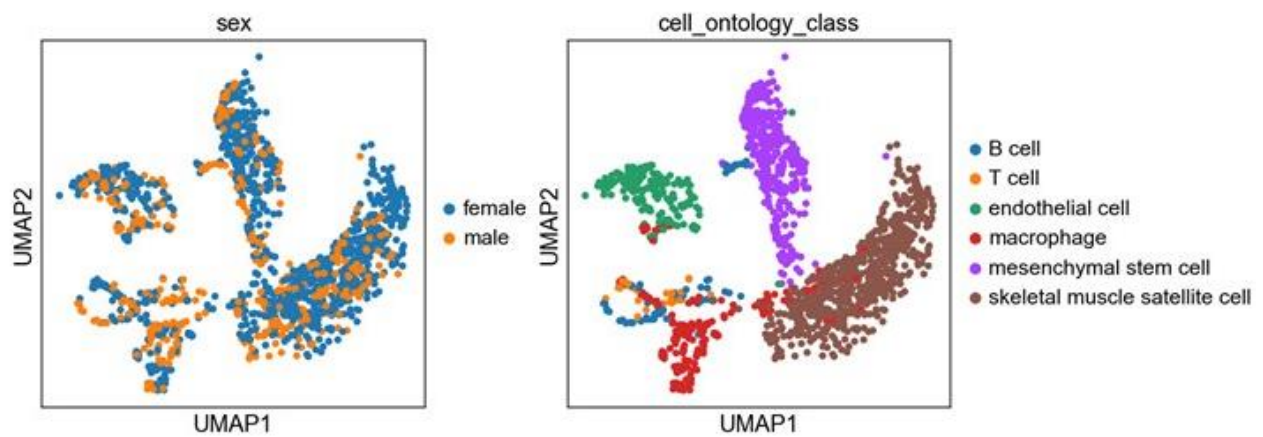 sex
UMAP2
UMAP1
female
male
cell_ontology_class
UMAP2
UMAP1
B cell
T cell
endothelial cell
macrophage
mesenchymal stem cell
skeletal muscle satellite cell